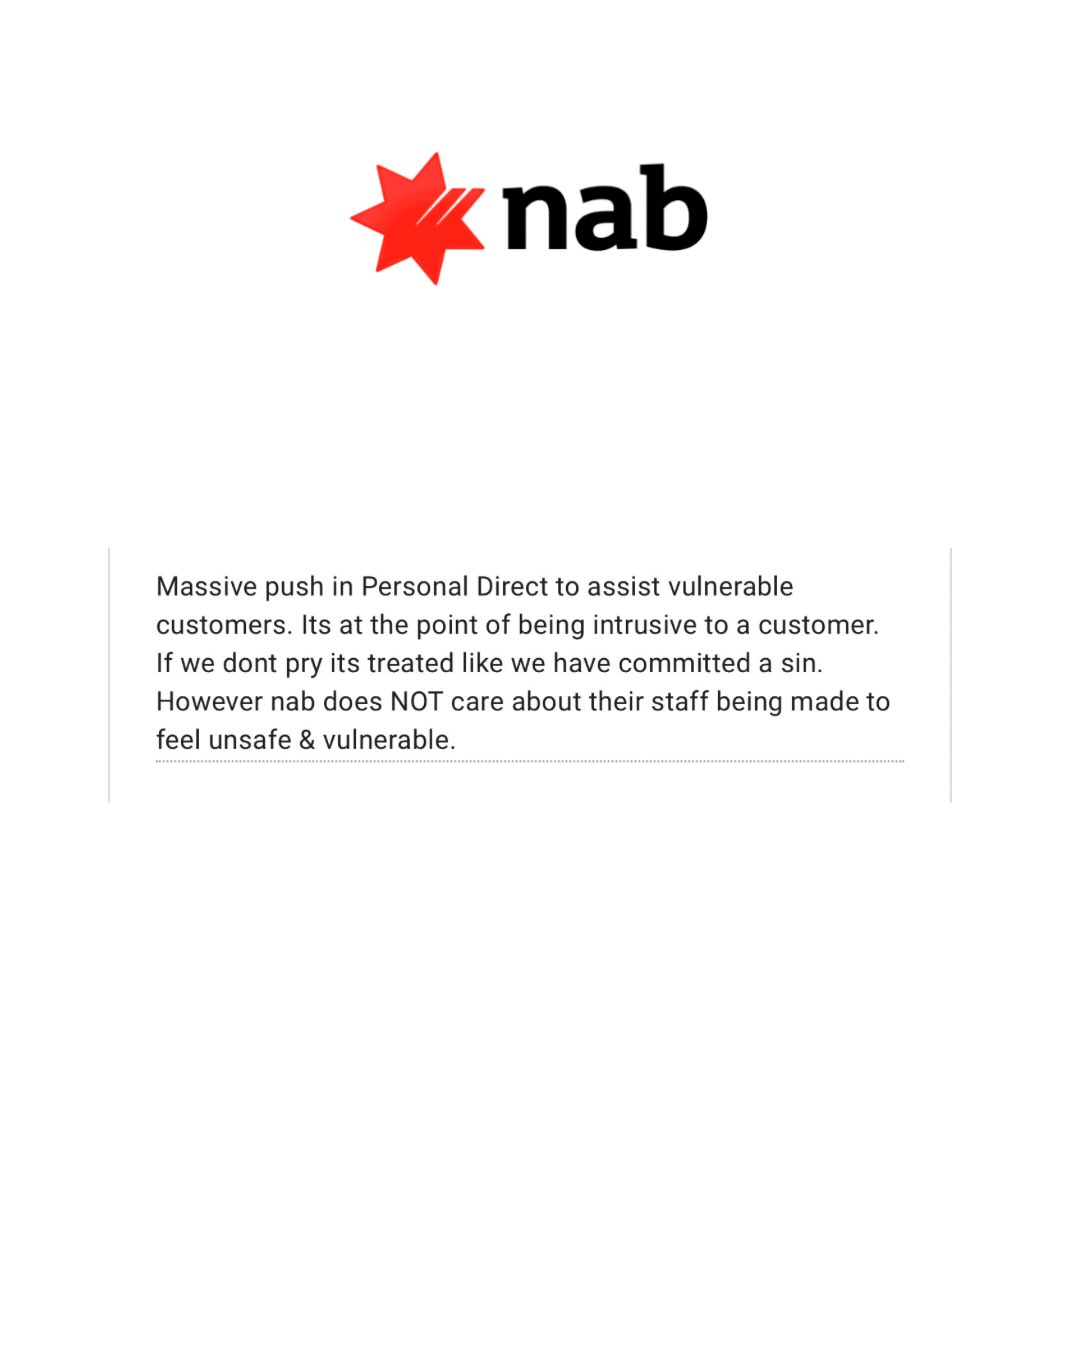 nab
Massive push in Personal Direct to assist vulnerable
customers. Its at the point of being intrusive to a customer.
If we dont pry its treated like we have committed a sin.
However nab does NOT care about their staff being made to
feel unsafe & vulnerable.